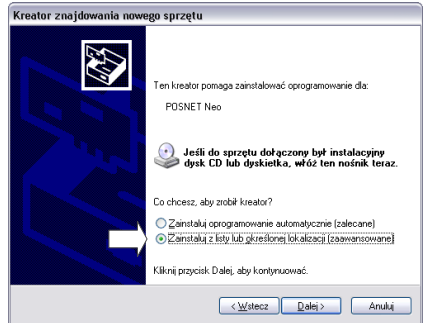 Kreator znajdowania nowego sprzętu
Ten kreator pomaga zainstalować oprogramowanie dla:
POSNET Neo
Jeśli do sprzętu dołączony był instalacyjny
dysk CD lub dyskietka, włóż ten nośnik teraz.
Co chcesz, aby zrobił kreator?
Zainstaluj oprogramowanie automatycznie (zalecane)
Zainstaluj z listy lub określonej lokalizacji (zaawansowane)
Kliknij przycisk Dalej, aby kontynuować.
< Wstecz Dalej > Anuluj